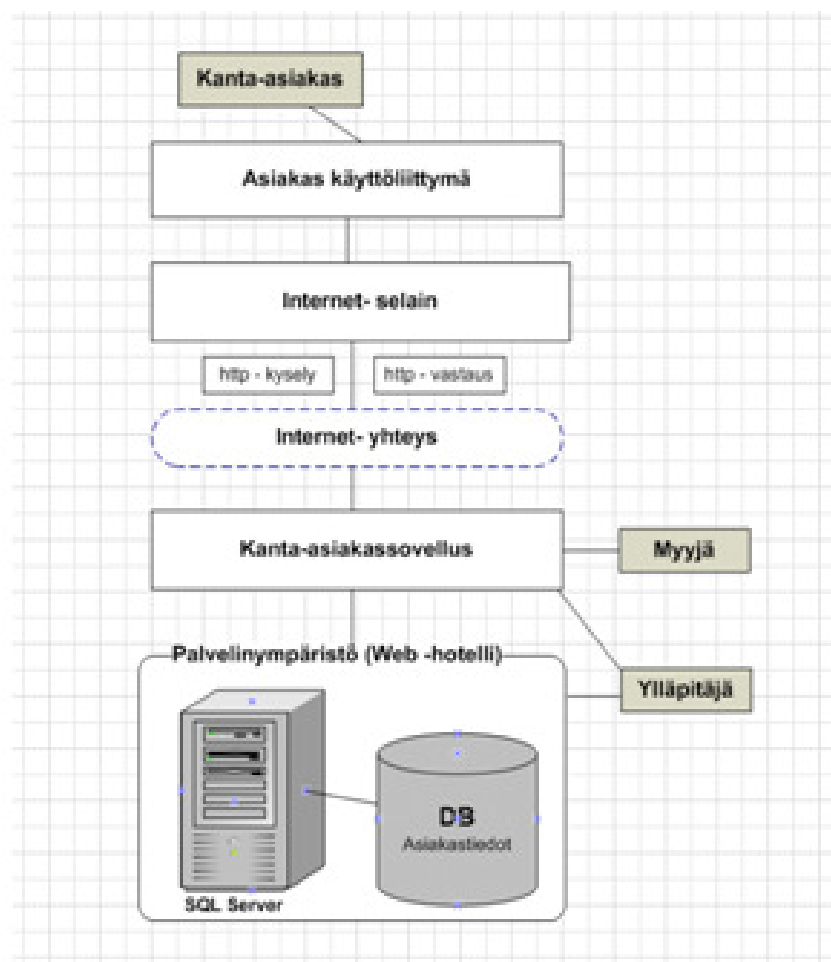 Kanta-asiakas
Asiakas käyttöliittymä
Internet- selain
http - kysely
http - vastaus
Internet- yhteys
Kanta-asiakassovellus
Myyjä
Palvelinympäristö (Web -hotelli)
Ylläpitäjä
DB
Asiakastiedot
SQL Server